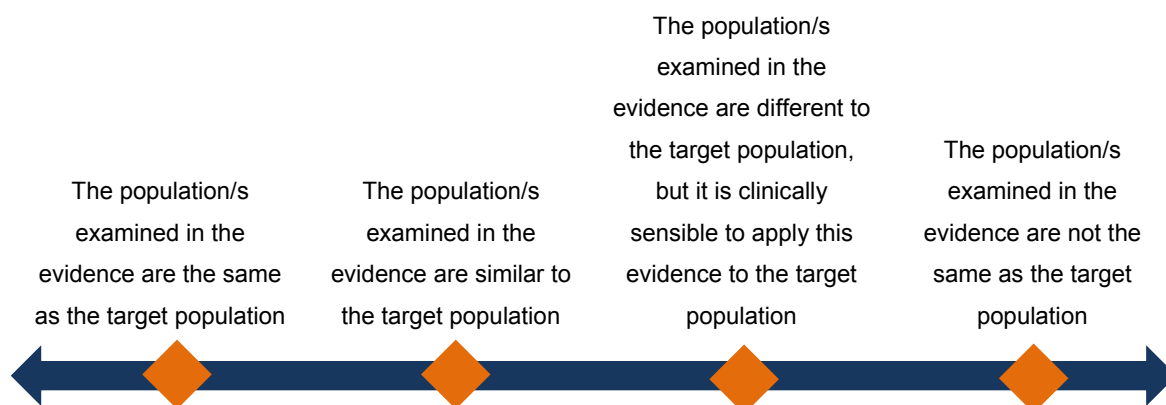 The population/s
examined in the
evidence are the same
as the target population
The population/s
examined in the
evidence are similar to
the target population
The population/s
examined in the
evidence are different to
the target population,
but it is clinically
sensible to apply this
evidence to the target
population
The population/s
examined in the
evidence are not the
same as the target
population